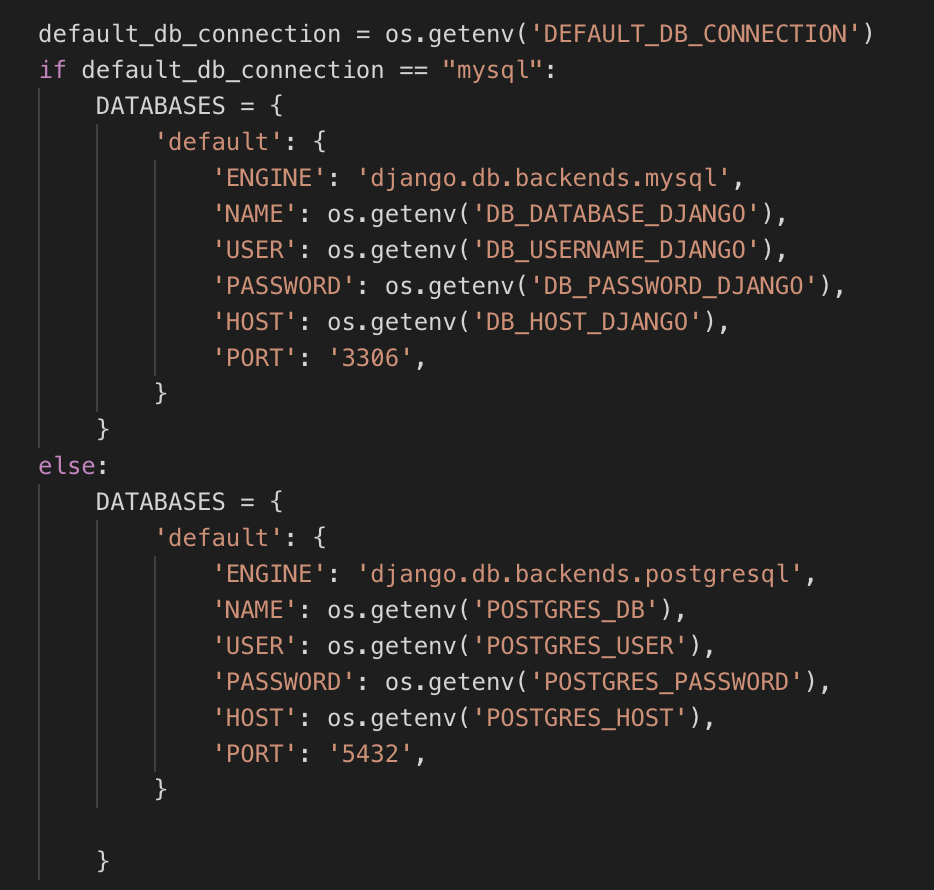 default_db_connection = os.getenv('DEFAULT_DB_CONNECTION')
if default_db_connection == "mysql":
    DATABASES = {
        'default': {
            'ENGINE': 'django.db.backends.mysql',
            'NAME': os.getenv('DB_DATABASE_DJANGO'),
            'USER': os.getenv('DB_USERNAME_DJANGO'),
            'PASSWORD': os.getenv('DB_PASSWORD_DJANGO'),
            'HOST': os.getenv('DB_HOST_DJANGO'),
            'PORT': '3306',
        }
    }
else:
    DATABASES = {
        'default': {
            'ENGINE': 'django.db.backends.postgresql',
            'NAME': os.getenv('POSTGRES_DB'),
            'USER': os.getenv('POSTGRES_USER'),
            'PASSWORD': os.getenv('POSTGRES_PASSWORD'),
            'HOST': os.getenv('POSTGRES_HOST'),
            'PORT': '5432',
        }

    }